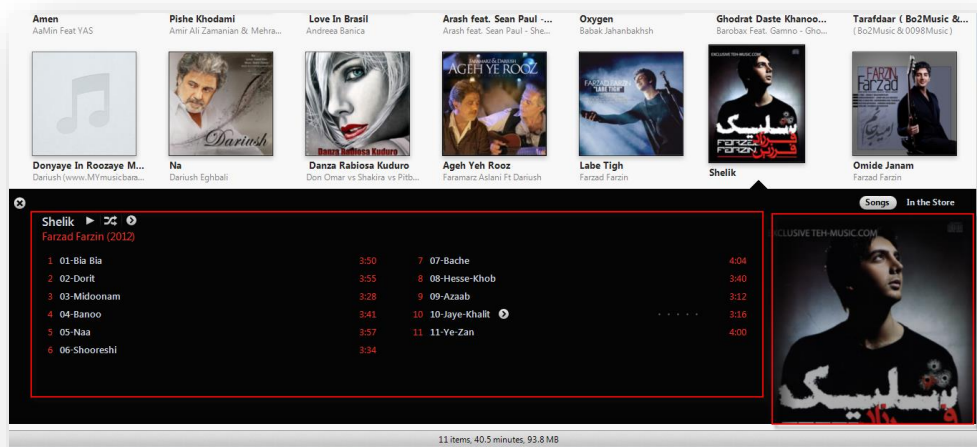 Amen
AaMin Feat YAS
Pishe Khodami
Amir Ali Zamanian & Mehra...
Love In Brasil
Andreea Banica
Arash feat. Sean Paul -...
Arash feat. Sean Paul - She...
Oxygen
Babak Jahanbakhsh
Ghodrat Daste Khanoo...
Barobax Feat. Gamno - Gho...
Tarafdaar ( Bo2Music &...
( Bo2Music & 0098Music )
Dariush
Danza Rabiosa Kuduro
FARAMARZ & DARIUSH
AGEH YE ROOZ
FARZAD FARZIN
"LABE TIGH"
EXCLUSIVE TEH-MUSIC.COM
شلیک
فرزاد
فرزین
FARZAD
FARZIN
FARZIN
Farzad
Donyaye In Roozaye M...
Dariush (www.MYmusicbara...
Na
Dariush Eghbali
Danza Rabiosa Kuduro
Don Omar vs Shakira vs Pitb...
Ageh Yeh Rooz
Faramarz Aslani Ft Dariush
Labe Tigh
Farzad Farzin
Shelik
Omide Janam
Farzad Farzin
Songs In the Store
Shelik
Farzad Farzin (2012)
1 01-Bia Bia 3:50
2 02-Dorit 3:55
3 03-Midoonam 3:28
4 04-Banoo 3:41
5 05-Naa 3:57
6 06-Shooreshi 3:34
7 07-Bache 4:04
8 08-Hesse-Khob 3:40
9 09-Azaab 3:12
10 10-Jaye-Khalit 3:16
11 11-Ye-Zan 4:00
EXCLUSIVE TEH-MUSIC.COM
شلیک
11 items, 40.5 minutes, 93.8 MB